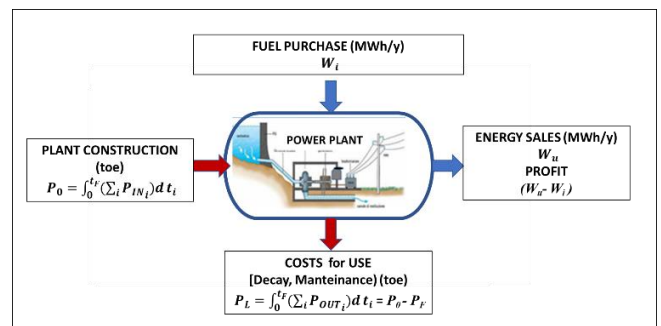 FUEL PURCHASE (MWh/y)
W_i
PLANT CONSTRUCTION
(toe)
P_0 = ∫_0^{t_F}(∑_i P_{IN_i})d t_i
POWER PLANT
ENERGY SALES (MWh/y)
W_u
PROFIT
(W_u- W_i)
COSTS for USE
[Decay, Manteinance) (toe)
P_L = ∫_0^{t_F}(∑_i P_{OUT_i})d t_i = P_0- P_F